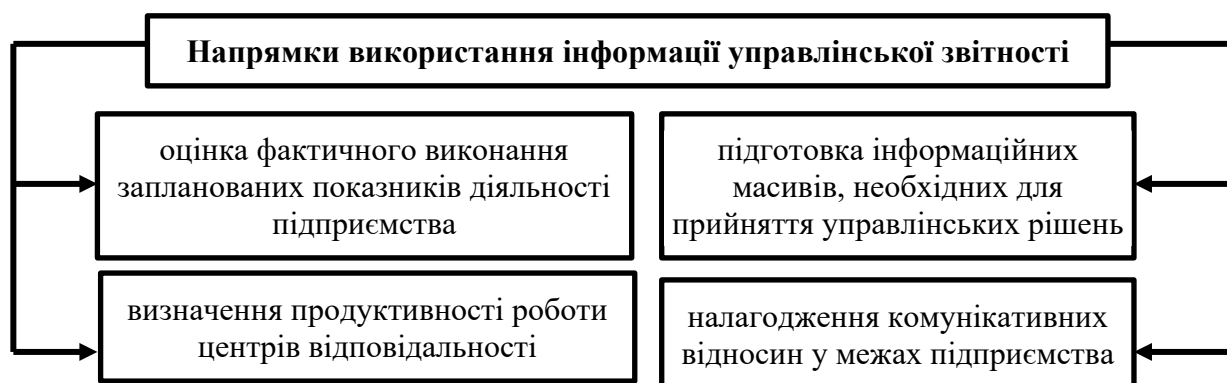 Напрямки використання інформації управлінської звітності
оцінка фактичного виконання
запланованих показників діяльності
підприємства
підготовка інформаційних
масивів, необхідних для
прийняття управлінських рішень
визначення продуктивності роботи
центрів відповідальності
налагодження комунікативних
відносин у межах підприємства